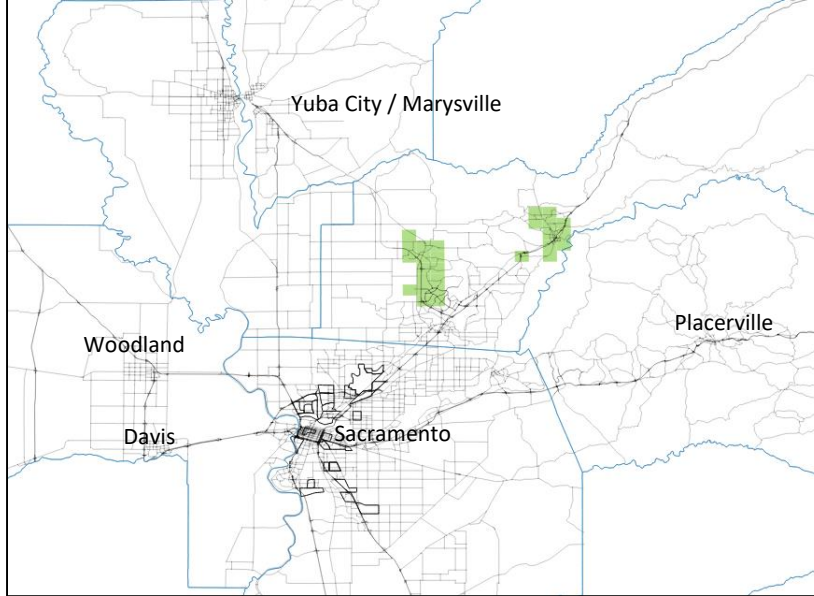 Yuba City / Marysville
Placerville
Woodland
Davis
Sacramento